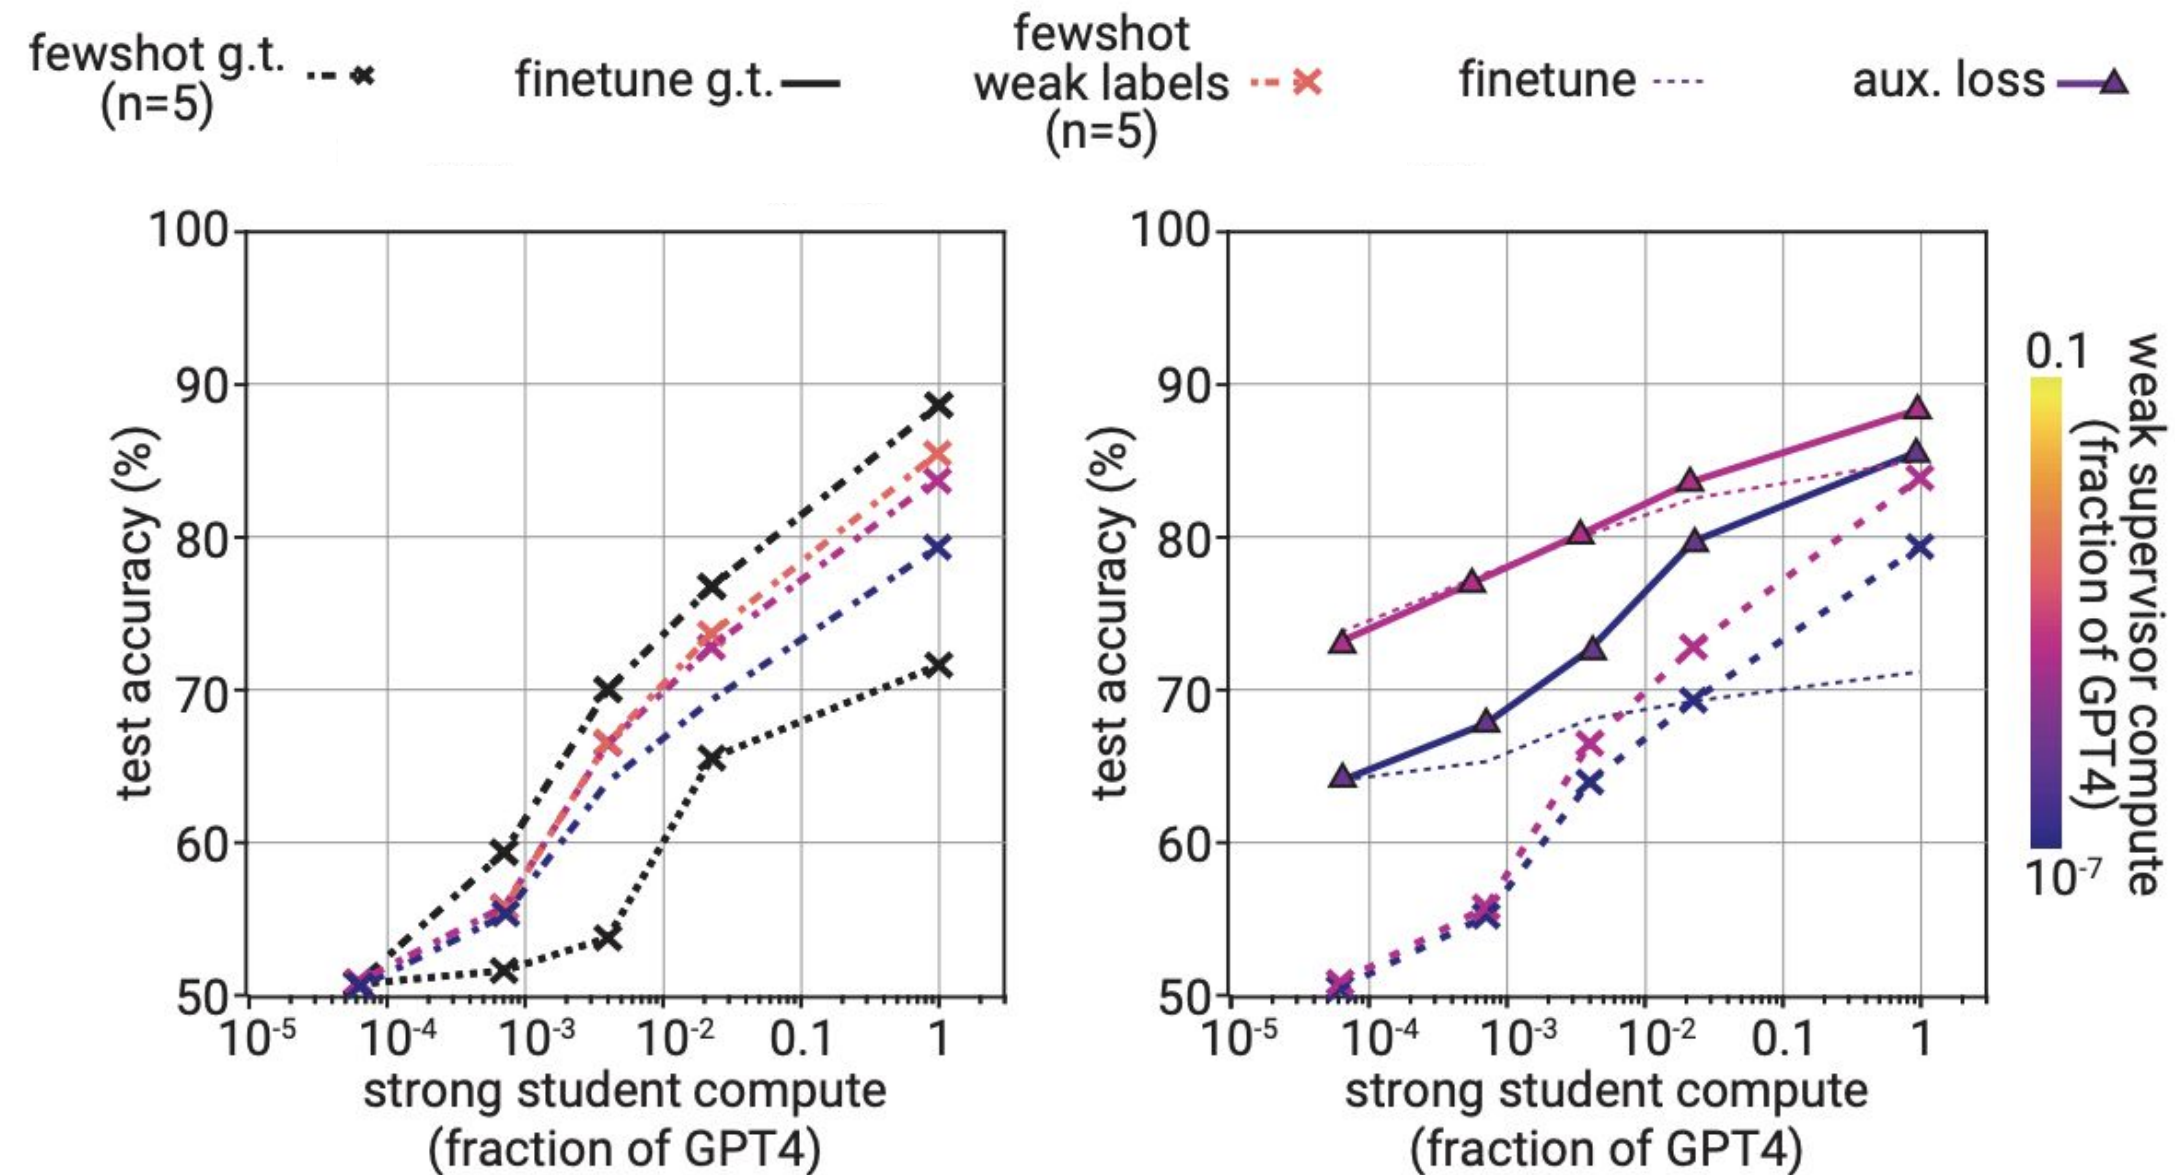 fewshot g.t.
(n=5)
finetune g.t.
fewshot
weak labels
(n=5)
finetune
aux. loss
100
90
80
70
60
50
test accuracy (%)
10⁻⁵ 10⁻⁴ 10⁻³ 10⁻² 0.1 1
strong student compute
(fraction of GPT4)
100
90
80
70
60
50
test accuracy (%)
10⁻⁵ 10⁻⁴ 10⁻³ 10⁻² 0.1 1
strong student compute
(fraction of GPT4)
0.1
10⁻⁷
weak supervisor compute
(fraction of GPT4)